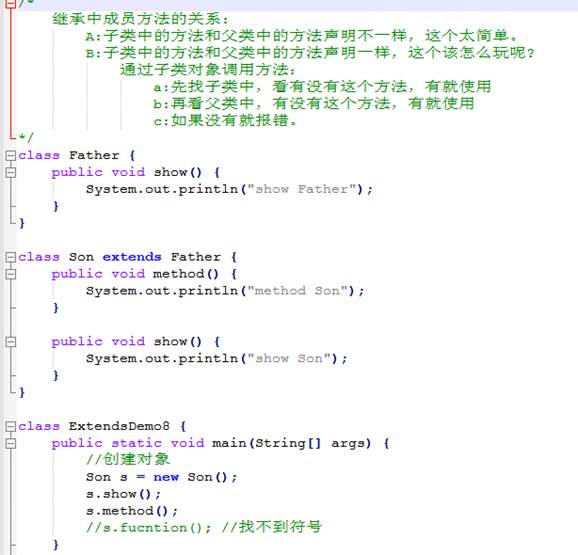 /*
继承中成员方法的关系：
A:子类中的方法和父类中的方法声明不一样，这个太简单。
B:子类中的方法和父类中的方法声明一样，这个该怎么玩呢？
通过子类对象调用方法：
a:先找子类中，看有没有这个方法，有就使用
b:再看父类中，有没有这个方法，有就使用
c:如果没有就报错。
*/
class Father {
public void show() {
System.out.println("show Father");
}
}
class Son extends Father {
public void method() {
System.out.println("method Son");
}
public void show() {
System.out.println("show Son");
}
}
class ExtendsDemo8 {
public static void main(String[] args) {
//创建对象
Son s = new Son();
s.show();
s.method();
//s.fucntion(); //找不到符号
}